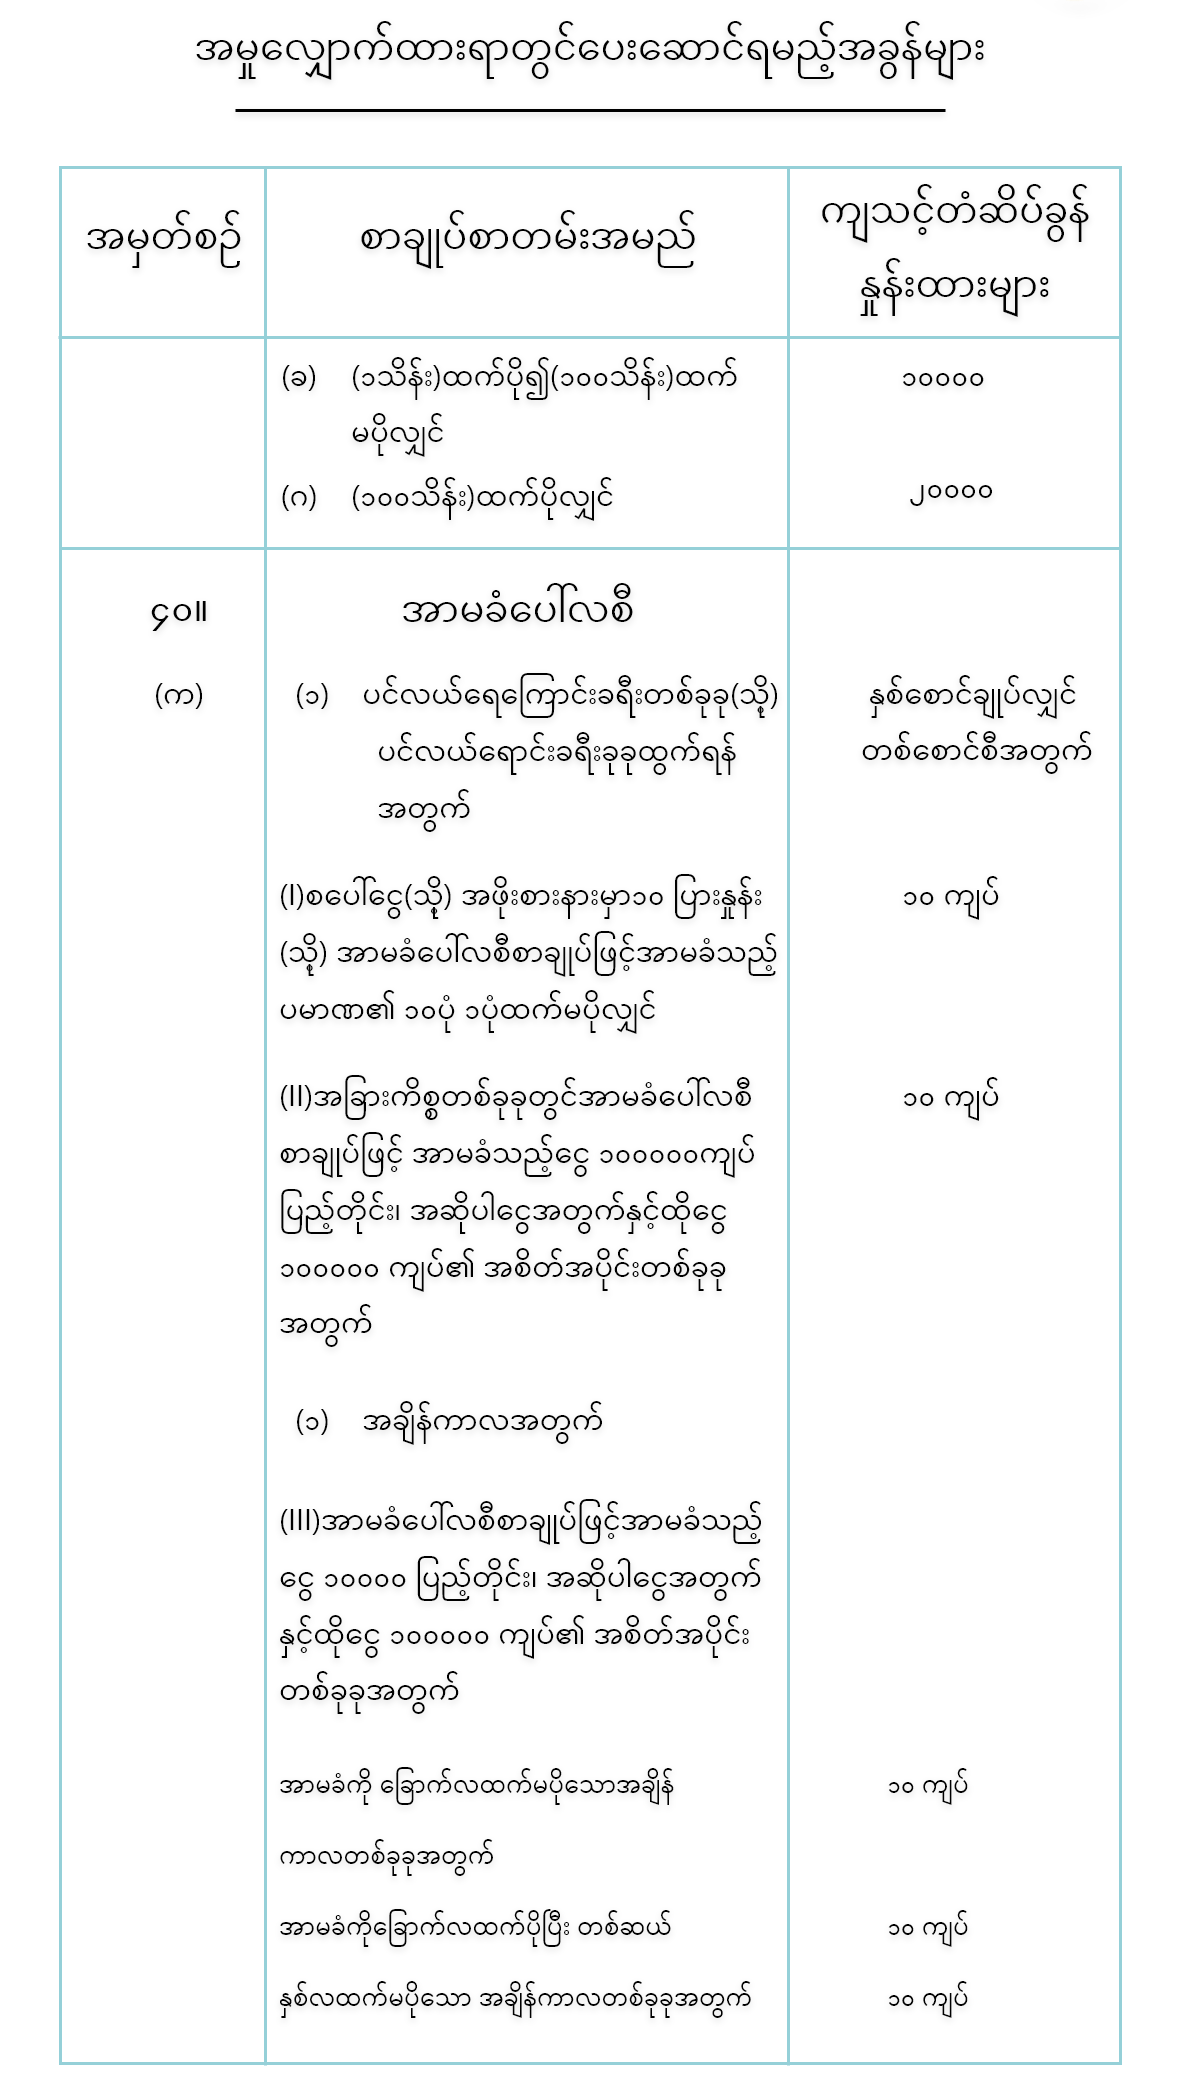 အမှုလျှောက်ထားရာတွင်ပေးဆောင်ရမည့်အခွန်များ
အမှတ်စဉ်
စာချုပ်စာတမ်းအမည်
ကျသင့်တံဆိပ်ခွန်
နှုန်းထားများ
(ခ) (၁သိန်း)ထက်ပို၍(၁၀၀သိန်း)ထက် ၁၀၀၀၀
မပိုလျှင်
(ဂ) (၁၀၀သိန်း)ထက်ပိုလျှင် ၂၀၀၀၀
၄၀။ အာမခံပေါ်လစီ
(က) (၁) ပင်လယ်ရေကြောင်းခရီးတစ်ခုခု(သို့) နှစ်စောင်ချုပ်လျှင်
ပင်လယ်ရောင်းခရီးခုခုထွက်ရန် တစ်စောင်စီအတွက်
အတွက်
(I)စပေါ်ငွေ(သို့) အဖိုးစားနားမှာ၁၀ ပြားနှုန်း ၁၀ ကျပ်
(သို့) အာမခံပေါ်လစီစာချုပ်ဖြင့်အာမခံသည့်
ပမာဏ၏ ၁၀ပုံ ၁ပုံထက်မပိုလျှင်
(II)အခြားကိစ္စတစ်ခုခုတွင်အာမခံပေါ်လစီ ၁၀ ကျပ်
စာချုပ်ဖြင့် အာမခံသည့်ငွေ ၁၀၀၀၀၀ကျပ်
ပြည့်တိုင်း၊ အဆိုပါငွေအတွက်နှင့်ထိုငွေ
၁၀၀၀၀၀ ကျပ်၏ အစိတ်အပိုင်းတစ်ခုခု
အတွက်
(၁) အချိန်ကာလအတွက်
(III)အာမခံပေါ်လစီစာချုပ်ဖြင့်အာမခံသည့်
ငွေ ၁၀၀၀၀ ပြည့်တိုင်း၊ အဆိုပါငွေအတွက်
နှင့်ထိုငွေ ၁၀၀၀၀၀ ကျပ်၏ အစိတ်အပိုင်း
တစ်ခုခုအတွက်
အာမခံကို ခြောက်လထက်မပိုသောအချိန် ၁၀ ကျပ်
ကာလတစ်ခုခုအတွက်
အာမခံကိုခြောက်လထက်ပိုပြီး တစ်ဆယ် ၁၀ ကျပ်
နှစ်လထက်မပိုသော အချိန်ကာလတစ်ခုခုအတွက် ၁၀ ကျပ်